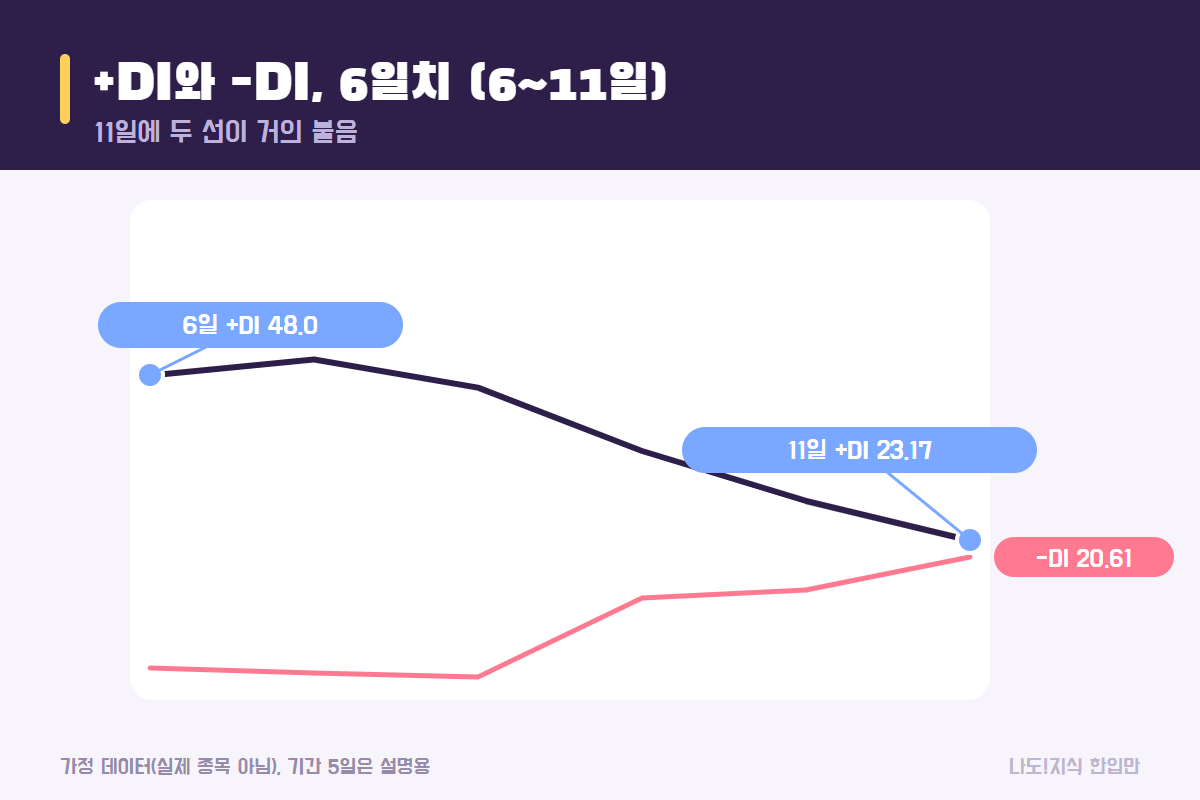 +DI와 -DI, 6일치 (6~11일)
11일에 두 선이 거의 붙음
6일 +DI 48.0
11일 +DI 23.17
-DI 20.61
가정 데이터(실제 종목 아님), 기간 5일은 설명용
나도!지식 한입만